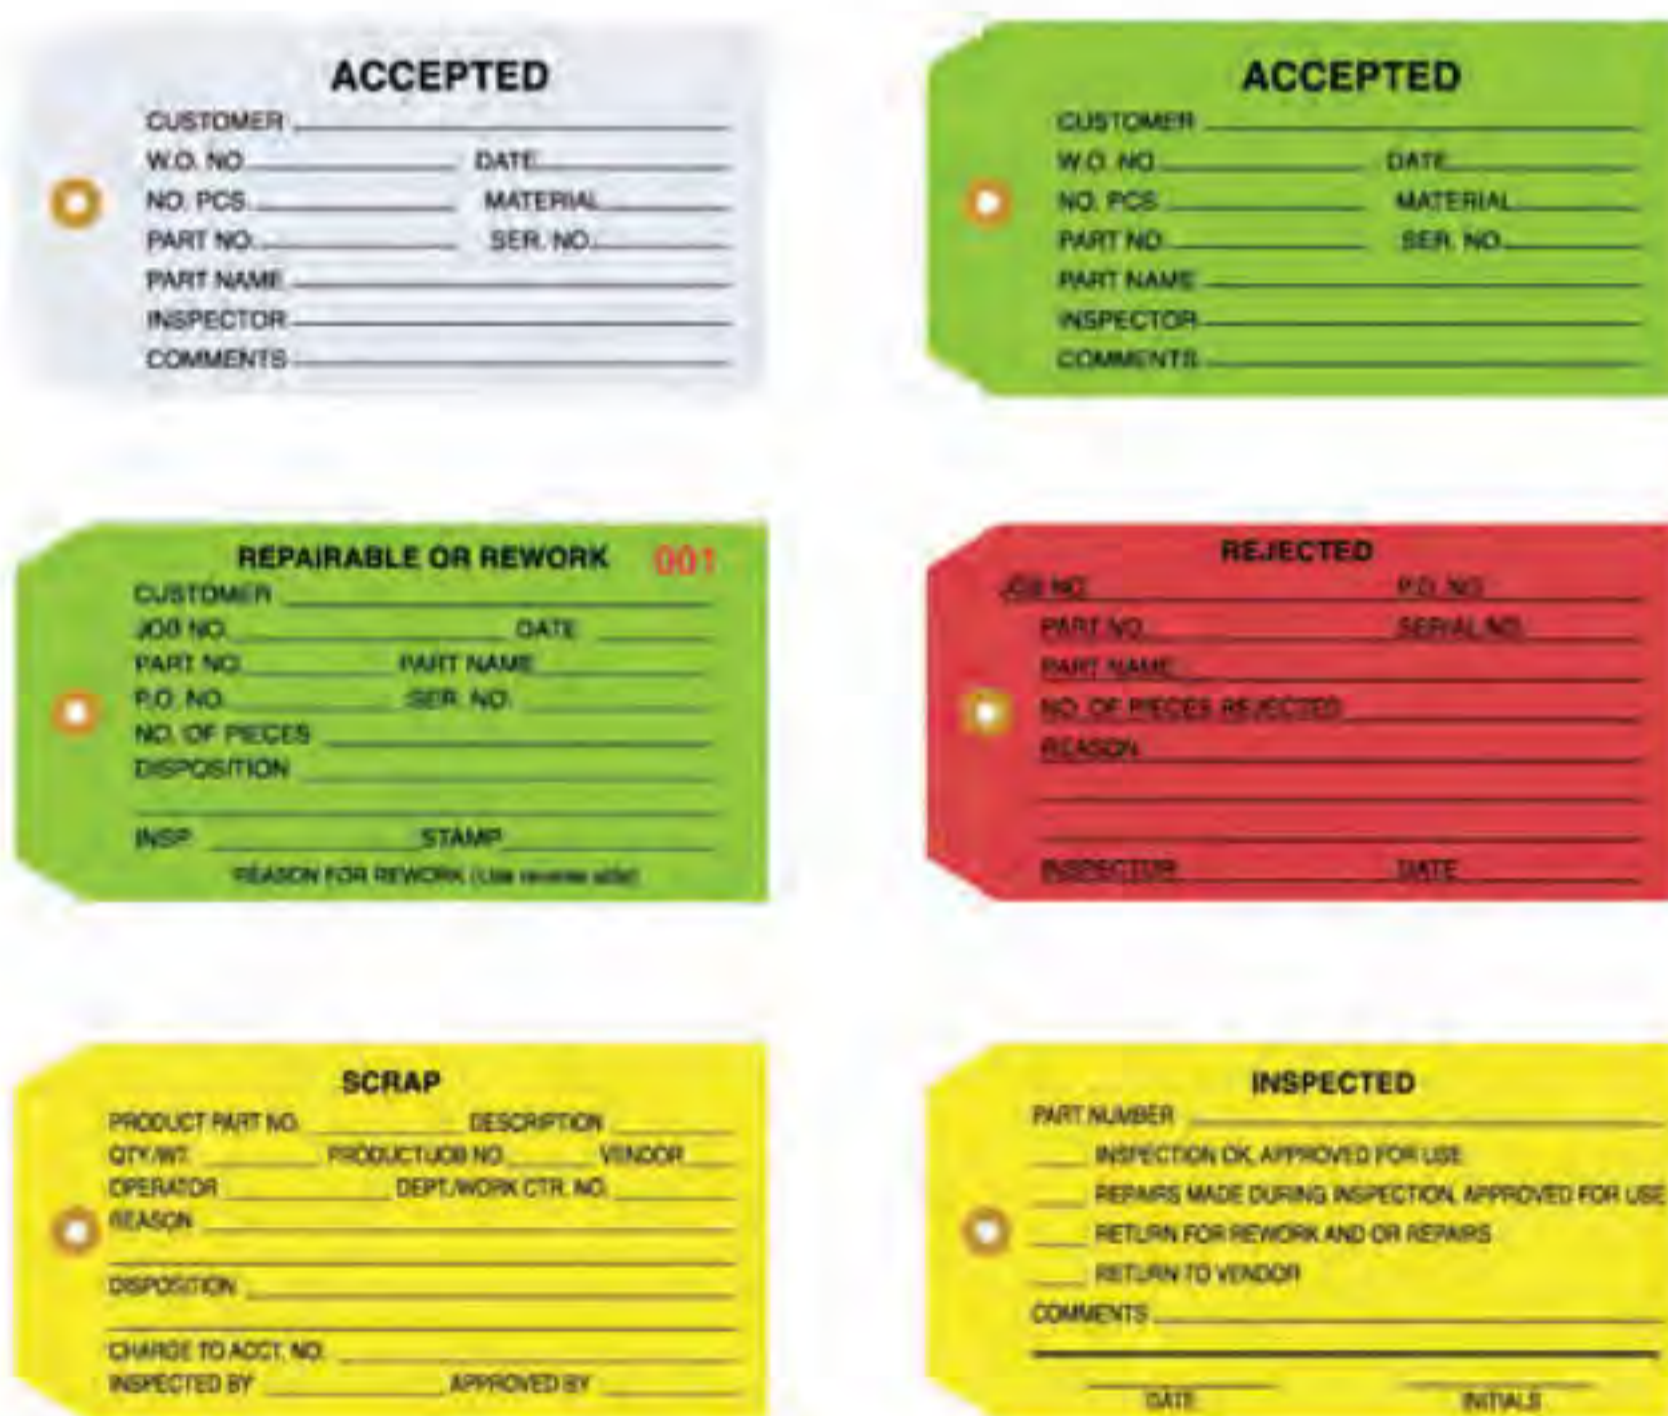 ACCEPTED
CUSTOMER
W.O. NO. DATE
NO. PCS. MATERIAL
PART NO. SER. NO.
PART NAME
INSPECTOR
COMMENTS
ACCEPTED
CUSTOMER
W.O. NO. DATE
NO. PCS. MATERIAL
PART NO. SER. NO.
PART NAME
INSPECTOR
COMMENTS
REPAIRABLE OR REWORK 001
CUSTOMER
JOB NO. DATE
PART NO. PART NAME
P.O. NO. SER. NO.
NO. OF PIECES
DISPOSITION
INSP. STAMP
REASON FOR REWORK (Use reverse side)
REJECTED
JOB NO. P.O. NO.
PART NO. SERIAL NO.
PART NAME
NO. OF PIECES REJECTED
REASON
INSPECTOR DATE
SCRAP
PRODUCT PART NO. DESCRIPTION
QTY./WT. PRODUCT/JOB NO. VENDOR
OPERATOR DEPT./WORK CTR. NO.
REASON
DISPOSITION
CHARGE TO ACCT. NO.
INSPECTED BY APPROVED BY
INSPECTED
PART NUMBER
INSPECTION OK, APPROVED FOR USE
REPAIRS MADE DURING INSPECTION, APPROVED FOR USE
RETURN FOR REWORK AND OR REPAIRS
RETURN TO VENDOR
COMMENTS
DATE INITIALS